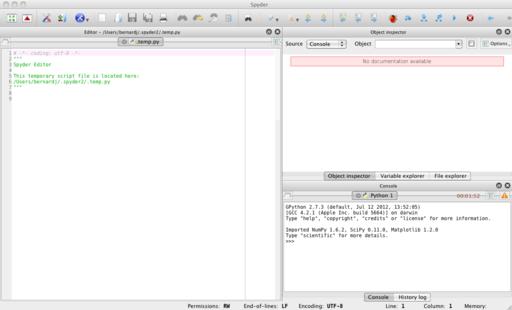 Spyder
Editor - /Users/bernardj/.spyder2/.temp.py
.temp.py
1 # -*- coding: utf-8 -*-
2 """
3 Spyder Editor
4
5 This temporary script file is located here:
6 /Users/bernardj/.spyder2/.temp.py
7 """
8
9
Object inspector
Source Console Object Options
No documentation available
Object inspector Variable explorer File explorer
Console
Python 1 00:01:52
GPython 2.7.3 (default, Jul 12 2012, 13:52:05)
[GCC 4.2.1 (Apple Inc. build 5664)] on darwin
Type "help", "copyright", "credits" or "license" for more information.
Imported NumPy 1.6.2, SciPy 0.11.0, Matplotlib 1.2.0
Type "scientific" for more details.
>>>
Console History log
Permissions: RW End-of-lines: LF Encoding: UTF-8 Line: 1 Column: 1 Memory: